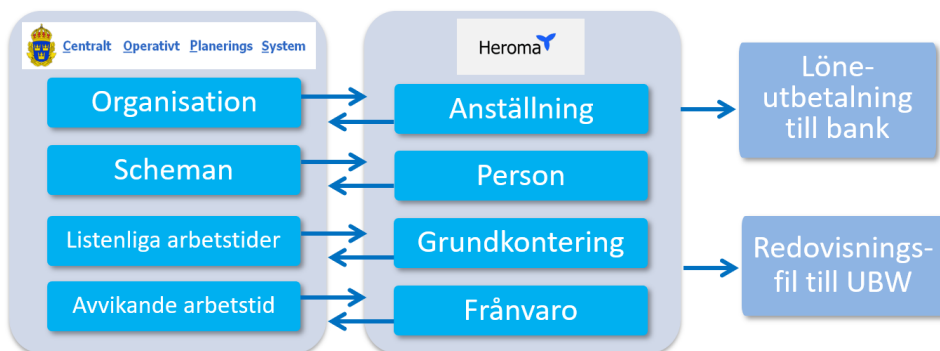 Centralt Operativt Planerings System
Organisation
Scheman
Listenliga arbetstider
Avvikande arbetstid
Heroma
Anställning
Person
Grundkontering
Frånvaro
Löne-
utbetalning
till bank
Redovisnings-
fil till UBW